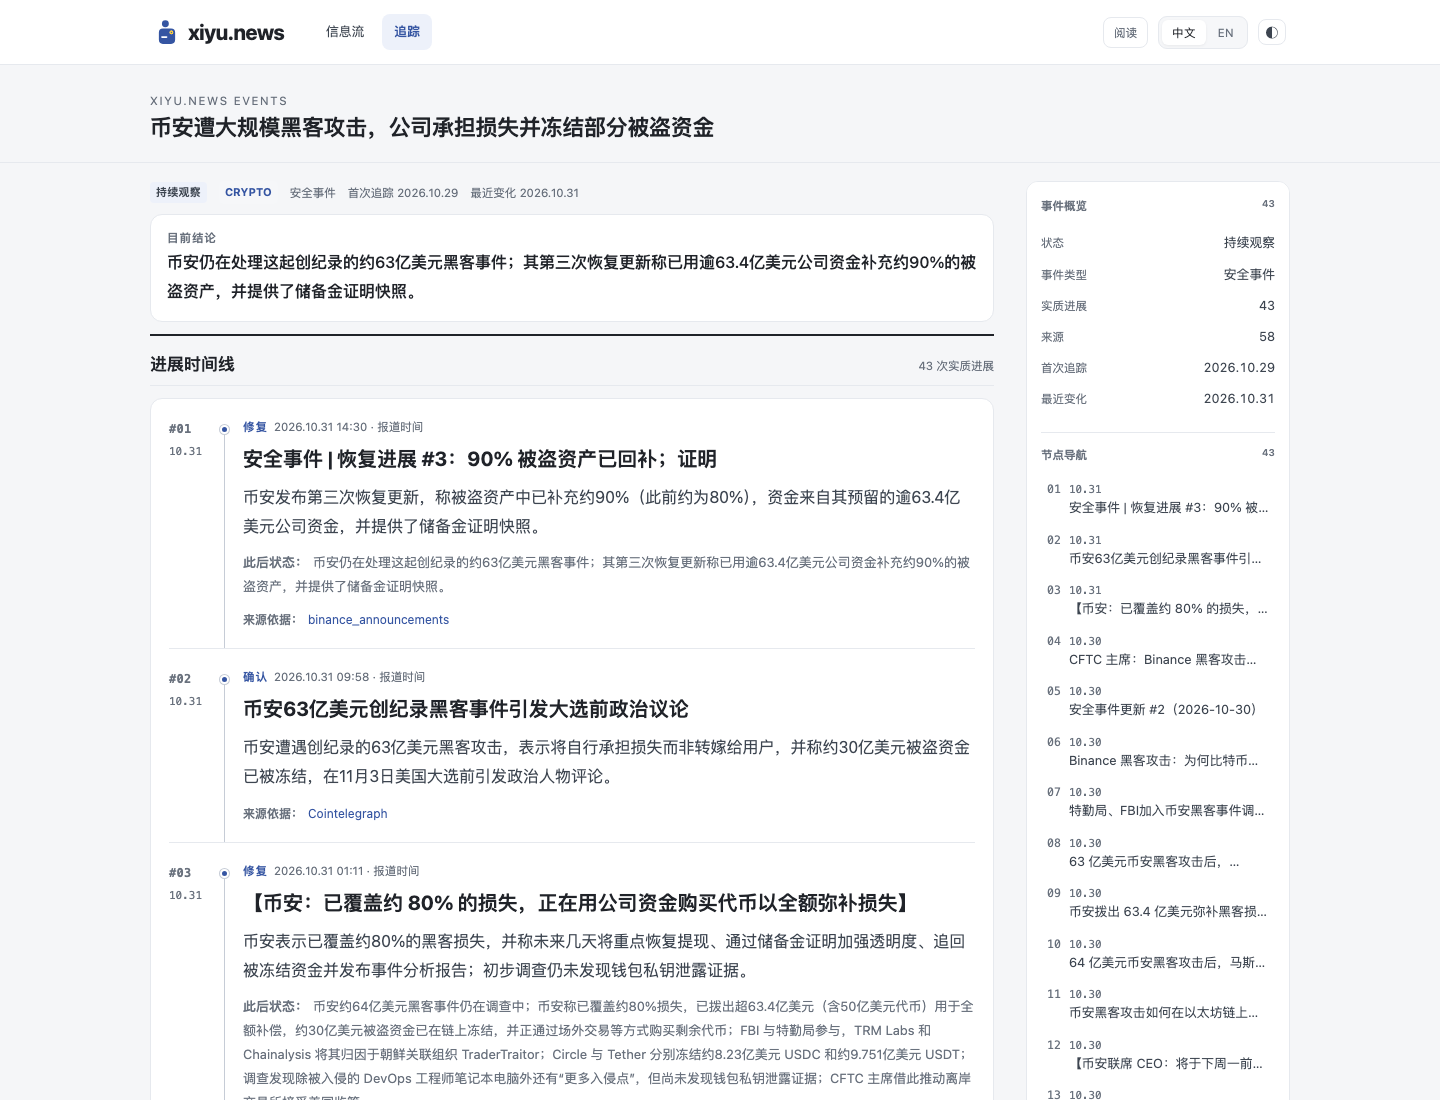 xiyu.news
信息流
追踪
阅读
中文
EN
XIYU.NEWS EVENTS
币安遭大规模黑客攻击，公司承担损失并冻结部分被盗资金
持续观察 CRYPTO 安全事件 首次追踪 2026.10.29 最近变化 2026.10.31
目前结论
币安仍在处理这起创纪录的约63亿美元黑客事件；其第三次恢复更新称已用逾63.4亿美元公司资金补充约90%的被
盗资产，并提供了储备金证明快照。
进展时间线
43 次实质进展
#01
10.31
修复 2026.10.31 14:30 · 报道时间
安全事件 | 恢复进展 #3：90% 被盗资产已回补；证明
币安发布第三次恢复更新，称被盗资产中已补充约90%（此前约为80%），资金来自其预留的逾63.4亿
美元公司资金，并提供了储备金证明快照。
此后状态： 币安仍在处理这起创纪录的约63亿美元黑客事件；其第三次恢复更新称已用逾63.4亿美元公司资金补充约90%的被
盗资产，并提供了储备金证明快照。
来源依据： binance_announcements
#02
10.31
确认 2026.10.31 09:58 · 报道时间
币安63亿美元创纪录黑客事件引发大选前政治议论
币安遭遇创纪录的63亿美元黑客攻击，表示将自行承担损失而非转嫁给用户，并称约30亿美元被盗资金
已被冻结，在11月3日美国大选前引发政治人物评论。
来源依据： Cointelegraph
#03
10.31
修复 2026.10.31 01:11 · 报道时间
【币安：已覆盖约 80% 的损失，正在用公司资金购买代币以全额弥补损失】
币安表示已覆盖约80%的黑客损失，并称未来几天将重点恢复提现、通过储备金证明加强透明度、追回
被冻结资金并发布事件分析报告；初步调查仍未发现钱包私钥泄露证据。
此后状态： 币安约64亿美元黑客事件仍在调查中；币安称已覆盖约80%损失，已拨出超63.4亿美元（含50亿美元代币）用于全
额补偿，约30亿美元被盗资金已在链上冻结，并正通过场外交易等方式购买剩余代币；FBI 与特勤局参与，TRM Labs 和
Chainalysis 将其归因于朝鲜关联组织 TraderTraitor；Circle 与 Tether 分别冻结约8.23亿美元 USDC 和约9.751亿美元 USDT；
调查发现除被入侵的 DevOps 工程师笔记本电脑外还有“更多入侵点”，但尚未发现钱包私钥泄露证据；CFTC 主席借此推动离岸
事件概览 43
状态 持续观察
事件类型 安全事件
实质进展 43
来源 58
首次追踪 2026.10.29
最近变化 2026.10.31
节点导航 43
01 10.31
安全事件 | 恢复进展 #3：90% 被...
02 10.31
币安63亿美元创纪录黑客事件引...
03 10.31
【币安：已覆盖约 80% 的损失，...
04 10.30
CFTC 主席：Binance 黑客攻击...
05 10.30
安全事件更新 #2（2026-10-30）
06 10.30
Binance 黑客攻击：为何比特币...
07 10.30
特勤局、FBI加入币安黑客事件调...
08 10.30
63 亿美元币安黑客攻击后，...
09 10.30
币安拨出 63.4 亿美元弥补黑客损...
10 10.30
64 亿美元币安黑客攻击后，马斯...
11 10.30
币安黑客攻击如何在以太坊链上...
12 10.30
【币安联席 CEO：将于下周一前...
13 10.30